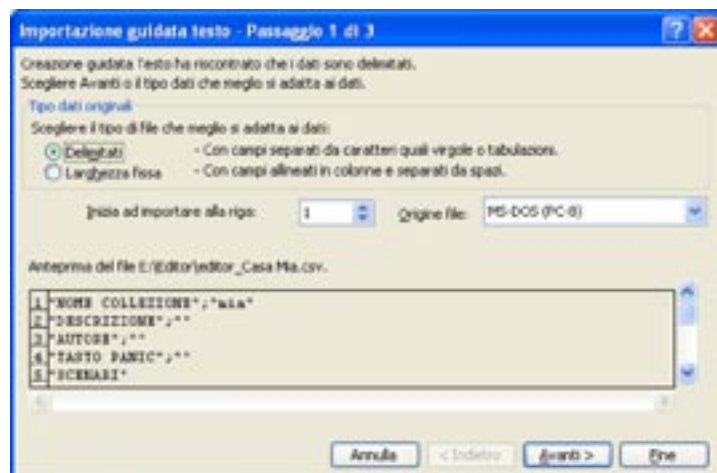 Importazione guidata testo - Passaggio 1 di 3
Creazione guidata Testo ha riscontrato che i dati sono delimitati.
Scegliere Avanti o il tipo dati che meglio si adatta ai dati.
Tipo dati originali
Scegliere il tipo di file che meglio si adatta ai dati:
Delimitati - Con campi separati da caratteri quali virgole o tabulazioni.
Larghezza fissa - Con campi allineati in colonne e separati da spazi.
Inizia ad importare alla riga: 1 Origine file: MS-DOS (PC-8)
Anteprima del file E:\Editor\editor_Casa Mia.csv.
1 "NOME COLLEZIONE";"mia"
2 "DESCRIZIONE";""
3 "AUTORE";""
4 "TASTO PANIC";""
5 "SCENARI"
Annulla < Indietro Avanti > Fine